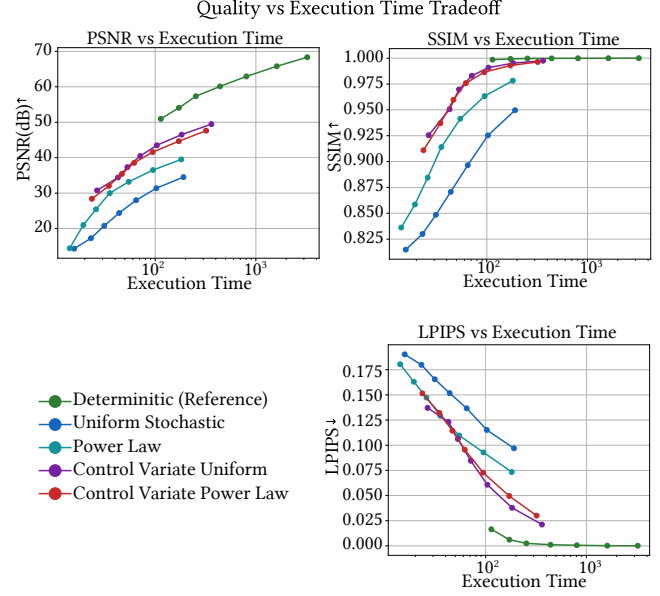 Quality vs Execution Time Tradeoff
PSNR vs Execution Time
70
60
50
40
30
20
PSNR(dB)↑
10²
10³
Execution Time
SSIM vs Execution Time
1.000
0.975
0.950
0.925
0.900
0.875
0.850
0.825
SSIM↑
10²
10³
Execution Time
Determinitic (Reference)
Uniform Stochastic
Power Law
Control Variate Uniform
Control Variate Power Law
LPIPS vs Execution Time
0.175
0.150
0.125
0.100
0.075
0.050
0.025
0.000
LPIPS↓
10²
10³
Execution Time